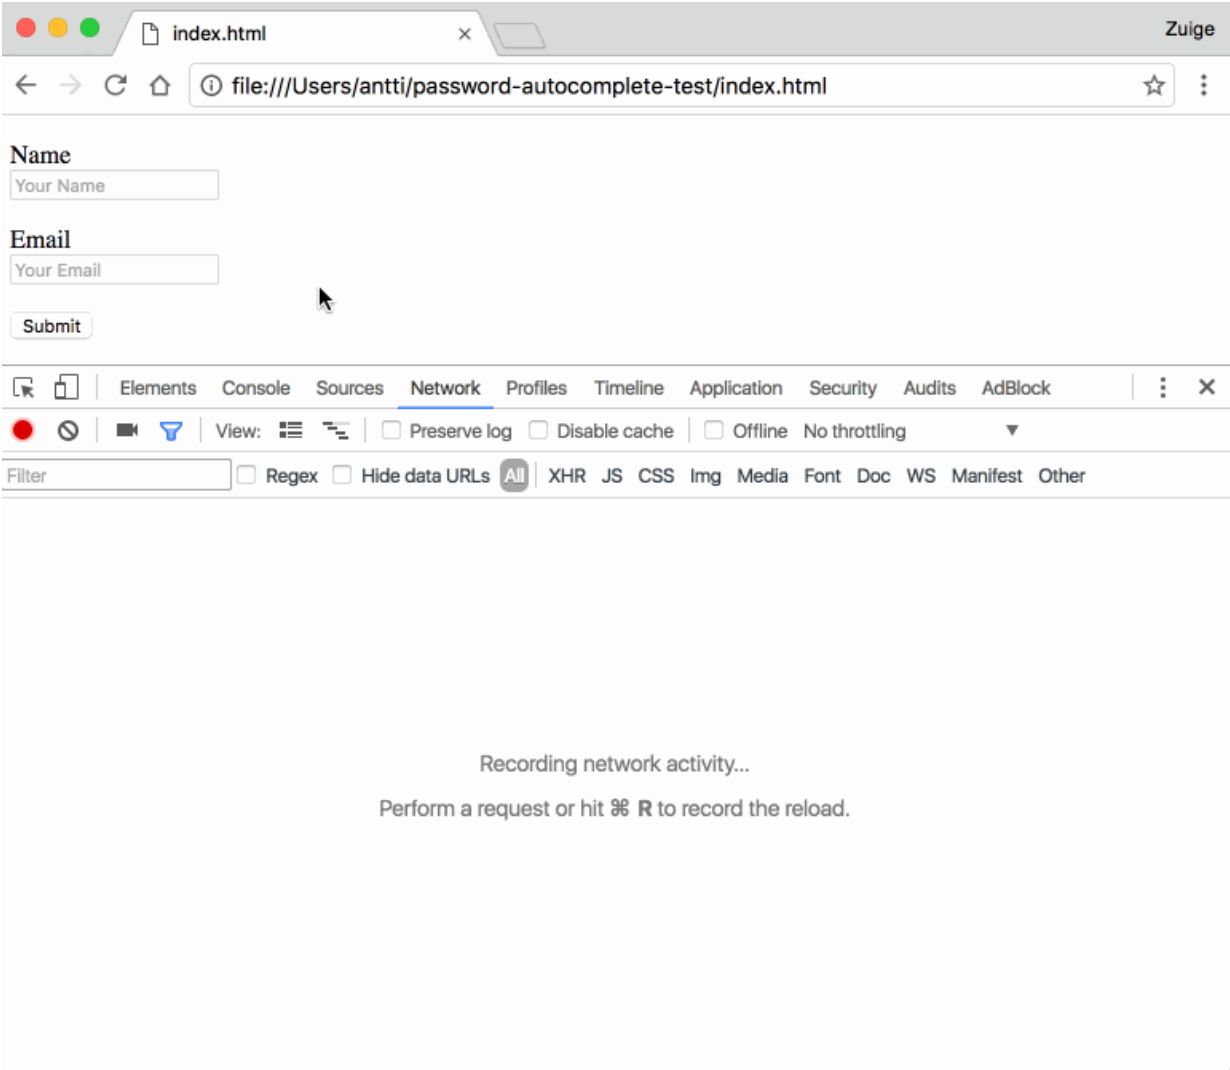 index.html
Zuige
file:///Users/antti/password-autocomplete-test/index.html
Name
Your Name
Email
Your Email
Submit
Elements Console Sources Network Profiles Timeline Application Security Audits AdBlock
View: Preserve log Disable cache Offline No throttling
Filter Regex Hide data URLs All XHR JS CSS Img Media Font Doc WS Manifest Other
Recording network activity...
Perform a request or hit ⌘ R to record the reload.